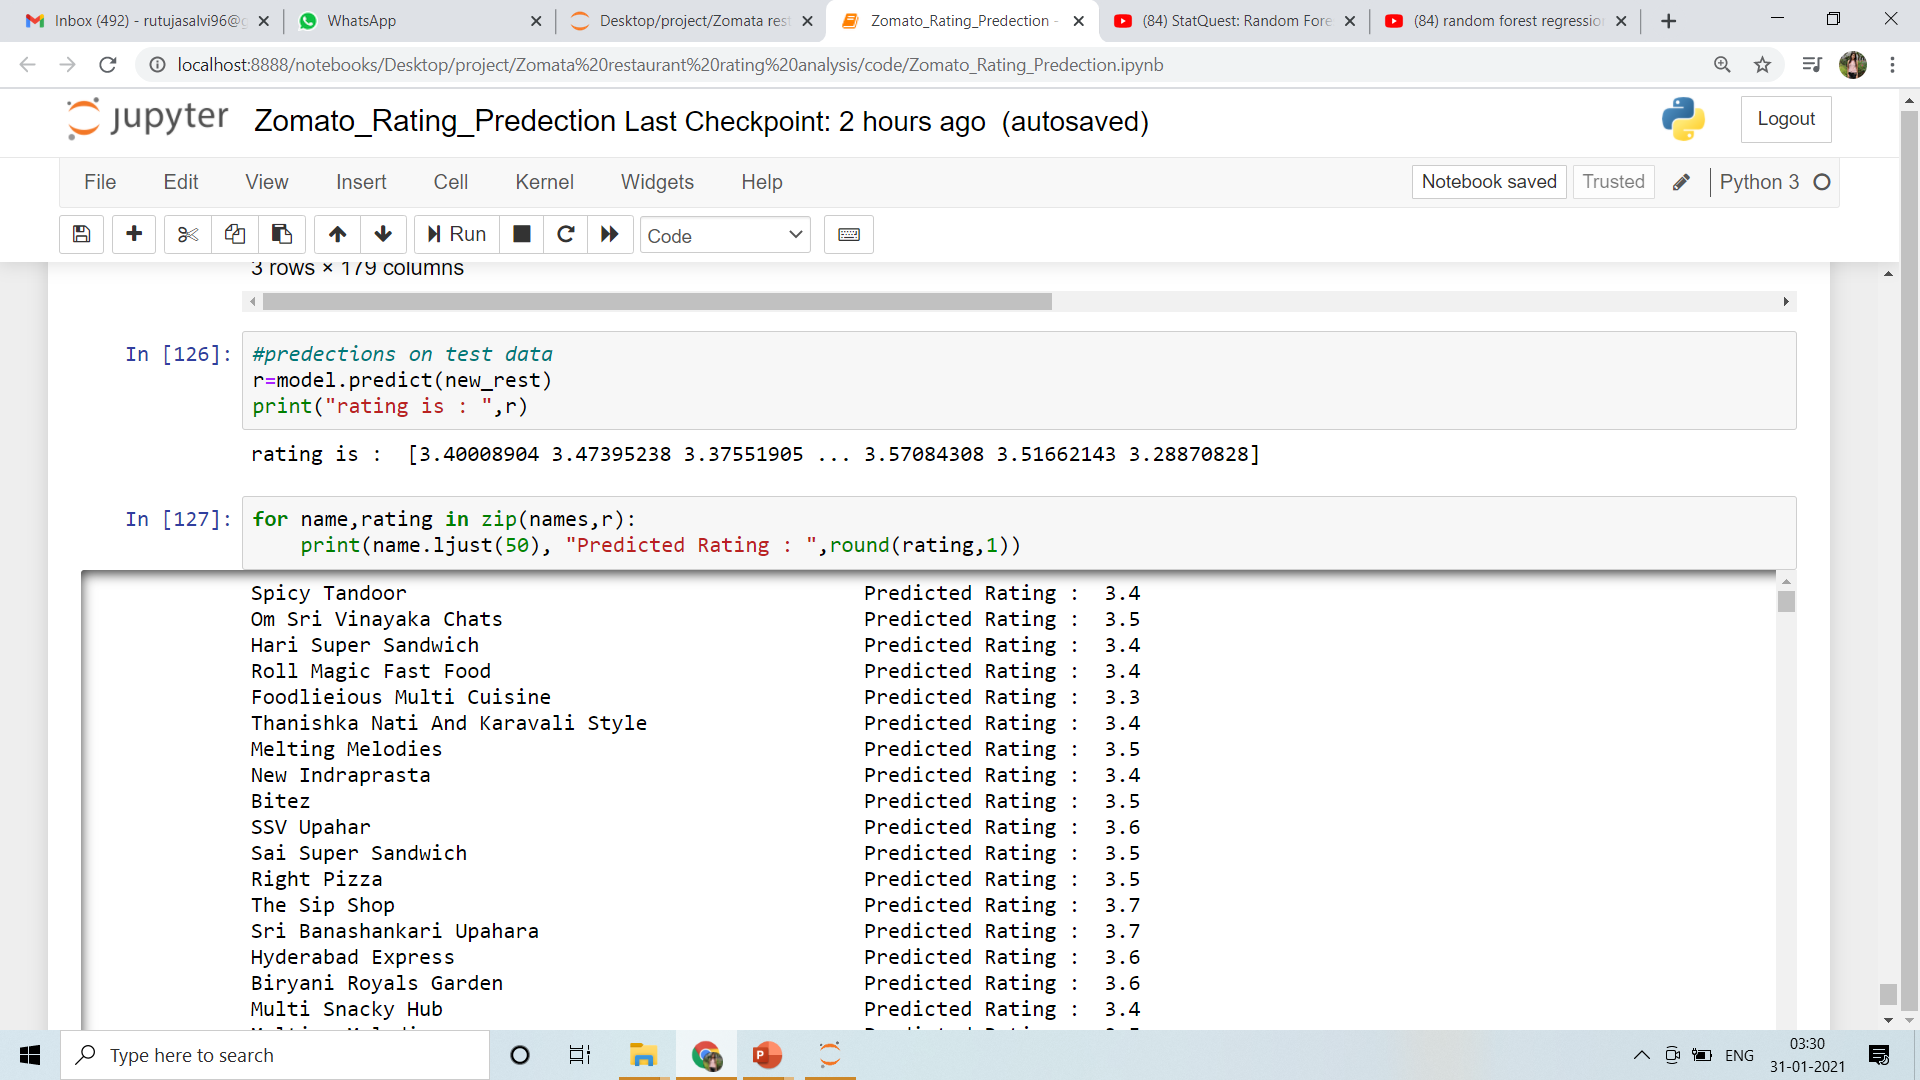 Inbox (492) - rutujasalvi96@g
WhatsApp
Desktop/project/Zomata rest
Zomato_Rating_Predection -
(84) StatQuest: Random Fore
(84) random forest regression
localhost:8888/notebooks/Desktop/project/Zomata%20restaurant%20rating%20analysis/code/Zomato_Rating_Predection.ipynb
jupyter Zomato_Rating_Predection Last Checkpoint: 2 hours ago (autosaved)
Logout
File Edit View Insert Cell Kernel Widgets Help
Notebook saved Trusted Python 3
Run Code
3 rows × 179 columns
In [126]: #predections on test data
r=model.predict(new_rest)
print("rating is : ",r)
rating is :  [3.40008904 3.47395238 3.37551905 ... 3.57084308 3.51662143 3.28870828]
In [127]: for name,rating in zip(names,r):
print(name.ljust(50), "Predicted Rating : ",round(rating,1))
Spicy Tandoor Predicted Rating : 3.4
Om Sri Vinayaka Chats Predicted Rating : 3.5
Hari Super Sandwich Predicted Rating : 3.4
Roll Magic Fast Food Predicted Rating : 3.4
Foodlieious Multi Cuisine Predicted Rating : 3.3
Thanishka Nati And Karavali Style Predicted Rating : 3.4
Melting Melodies Predicted Rating : 3.5
New Indraprasta Predicted Rating : 3.4
Bitez Predicted Rating : 3.5
SSV Upahar Predicted Rating : 3.6
Sai Super Sandwich Predicted Rating : 3.5
Right Pizza Predicted Rating : 3.5
The Sip Shop Predicted Rating : 3.7
Sri Banashankari Upahara Predicted Rating : 3.7
Hyderabad Express Predicted Rating : 3.6
Biryani Royals Garden Predicted Rating : 3.6
Multi Snacky Hub Predicted Rating : 3.4
Type here to search
ENG
03:30
31-01-2021